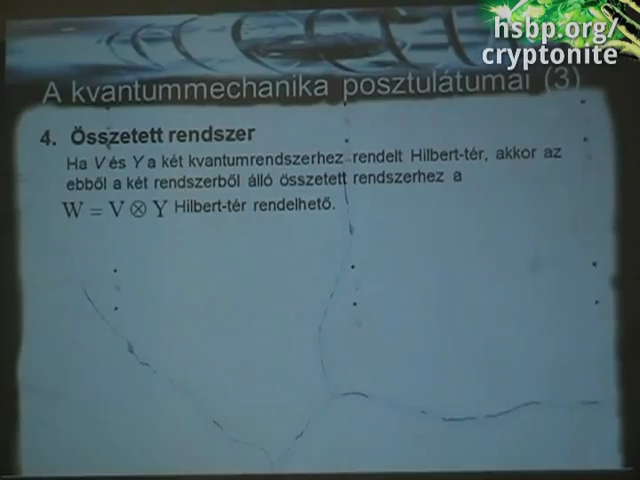 hsbp.org/
cryptonite
A kvantummechanika posztulátumai (3)
4. Összetett rendszer
Ha V és Y a két kvantumrendszerhez rendelt Hilbert-tér, akkor az
ebből a két rendszerből álló összetett rendszerhez a
W = V ⊗ Y Hilbert-tér rendelhető.